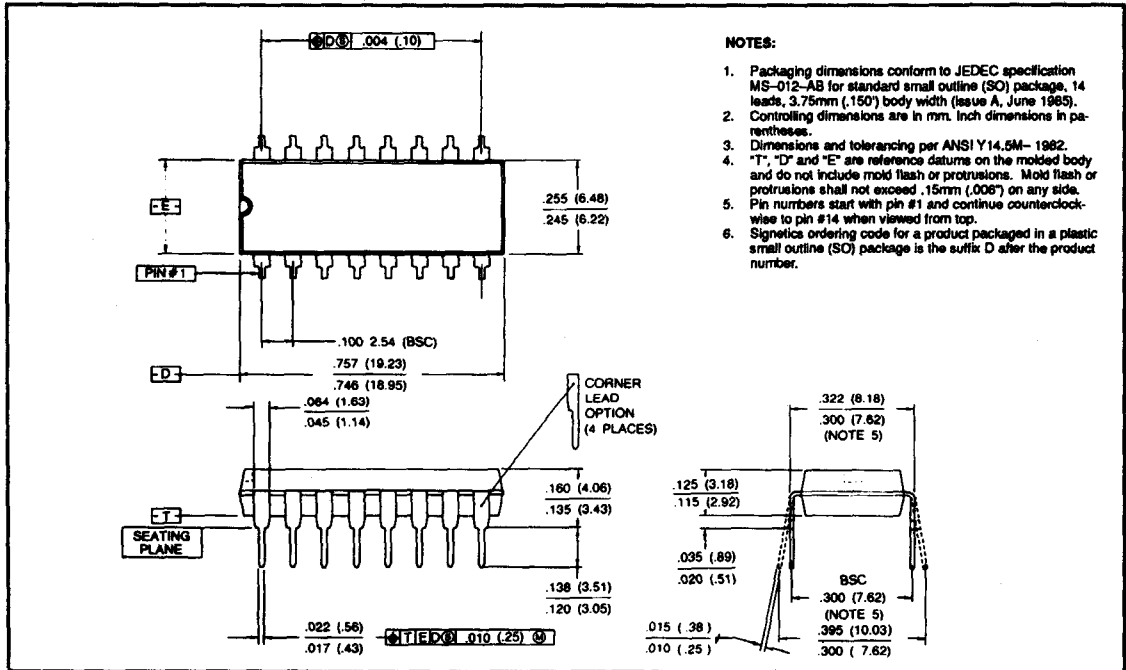 ⌖ D Ⓢ .004 (.10)
-E-
.255 (6.48)
.245 (6.22)
PIN #1
.100 2.54 (BSC)
-D-
.757 (19.23)
.746 (18.95)
.064 (1.63)
.045 (1.14)
CORNER
LEAD
OPTION
(4 PLACES)
.160 (4.06)
.135 (3.43)
-T-
SEATING
PLANE
.138 (3.51)
.120 (3.05)
.022 (.56)
.017 (.43)
⌖ T E D Ⓢ .010 (.25) Ⓜ
.322 (8.18)
.300 (7.62)
(NOTE 5)
.125 (3.18)
.115 (2.92)
.035 (.89)
.020 (.51)
BSC
.300 (7.62)
(NOTE 5)
.015 (.38)
.010 (.25)
.395 (10.03)
.300 (7.62)
NOTES:
1. Packaging dimensions conform to JEDEC specification
MS-012-AB for standard small outline (SO) package, 14
leads, 3.75mm (.150') body width (issue A, June 1985).
2. Controlling dimensions are in mm. Inch dimensions in pa-
rentheses.
3. Dimensions and tolerancing per ANSI Y14.5M- 1982.
4. "T", "D" and "E" are reference datums on the molded body
and do not include mold flash or protrusions. Mold flash or
protrusions shall not exceed .15mm (.006") on any side.
5. Pin numbers start with pin #1 and continue counterclock-
wise to pin #14 when viewed from top.
6. Signetics ordering code for a product packaged in a plastic
small outline (SO) package is the suffix D after the product
number.